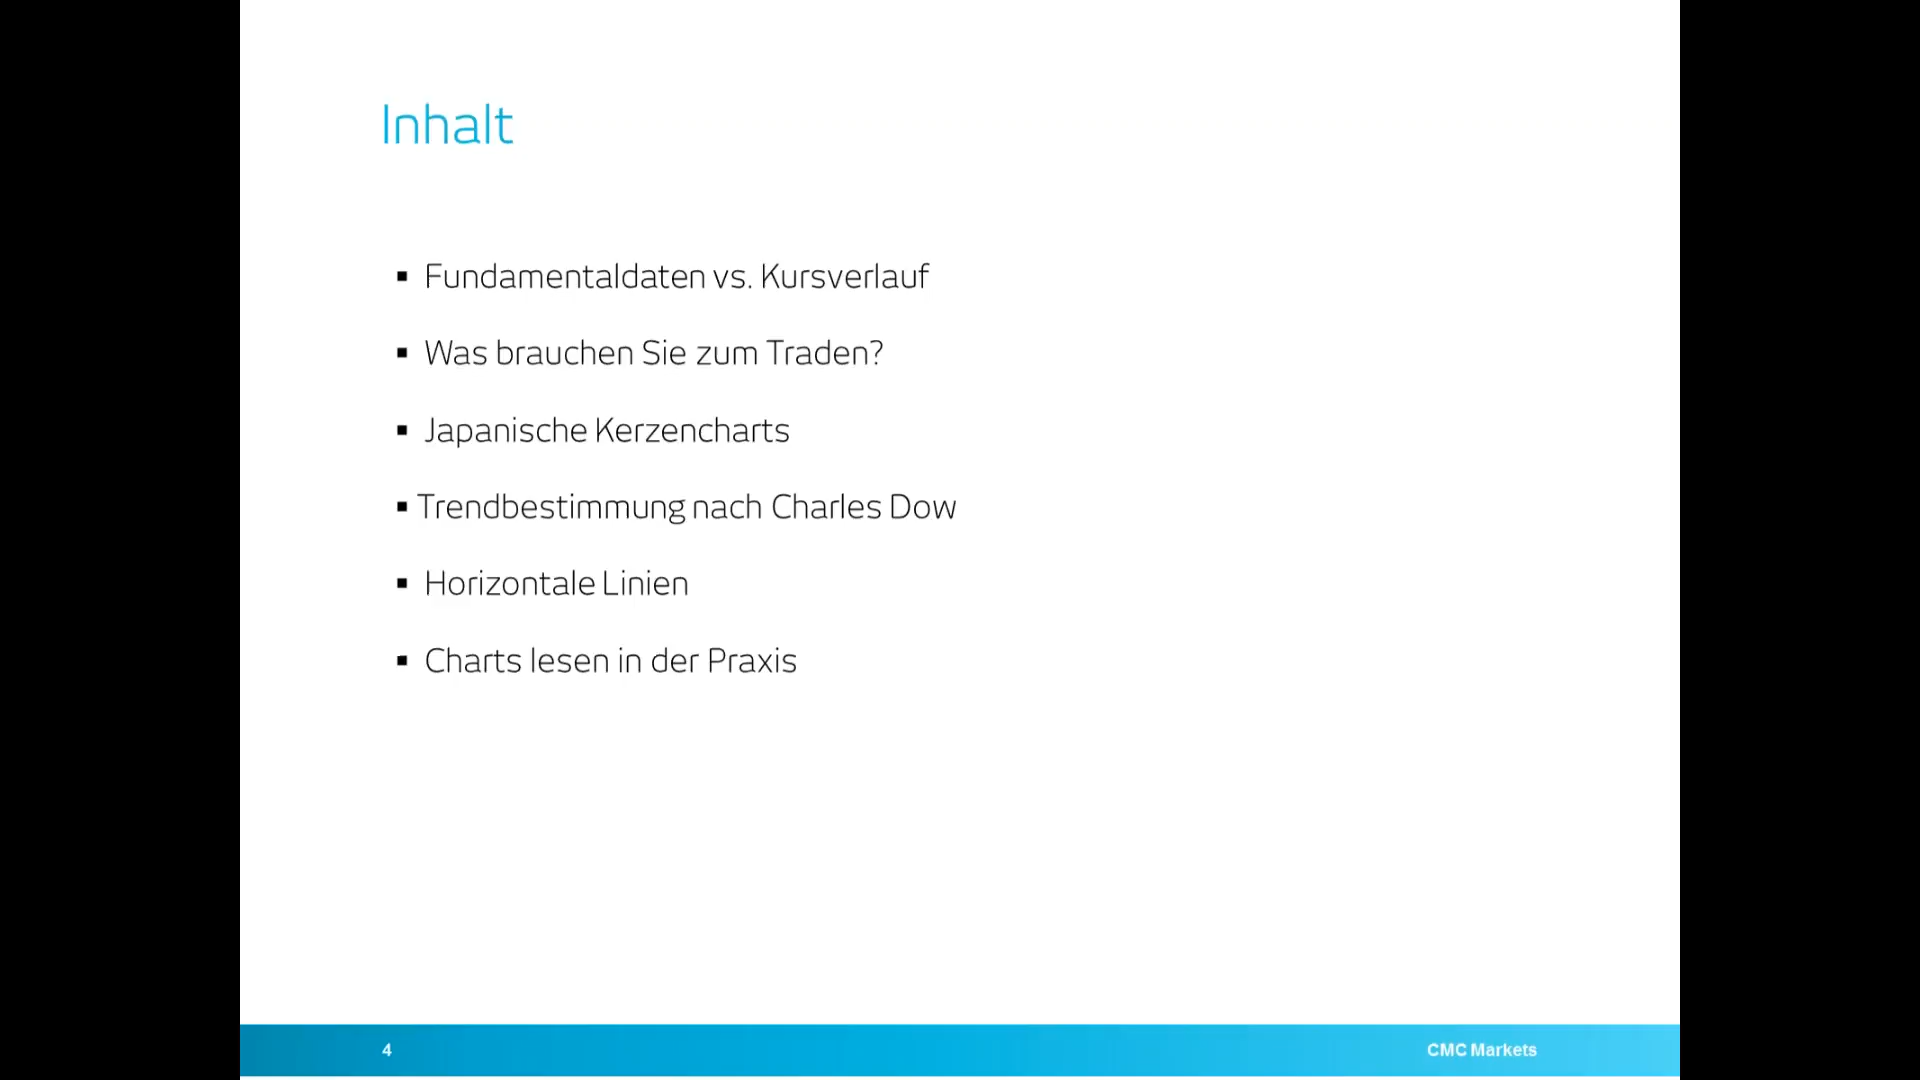 Inhalt
▪ Fundamentaldaten vs. Kursverlauf
▪ Was brauchen Sie zum Traden?
▪ Japanische Kerzencharts
▪ Trendbestimmung nach Charles Dow
▪ Horizontale Linien
▪ Charts lesen in der Praxis
4
CMC Markets